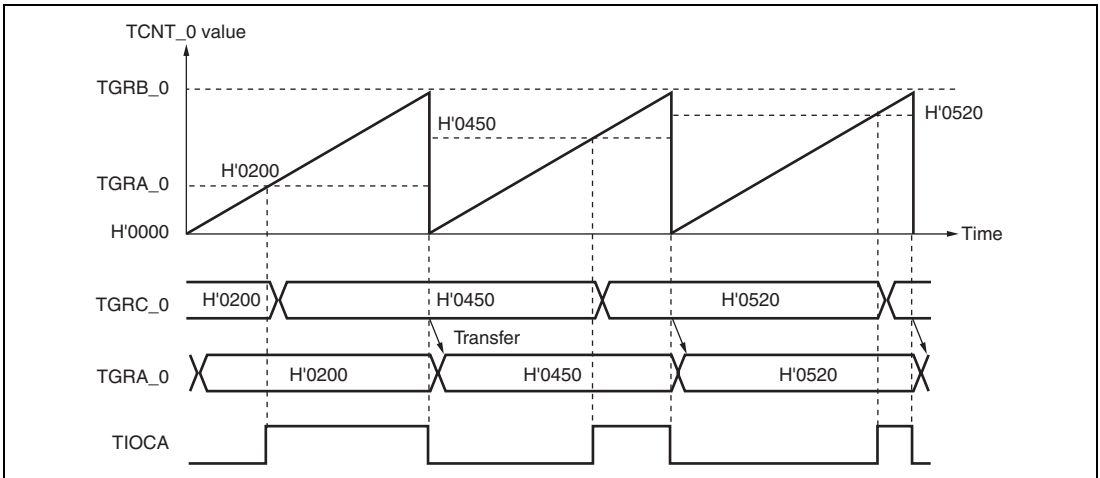 TCNT_0 value
TGRB_0
H'0520
H'0450
H'0200
TGRA_0
H'0000
Time
TGRC_0
H'0200
H'0450
H'0520
Transfer
TGRA_0
H'0200
H'0450
H'0520
TIOCA